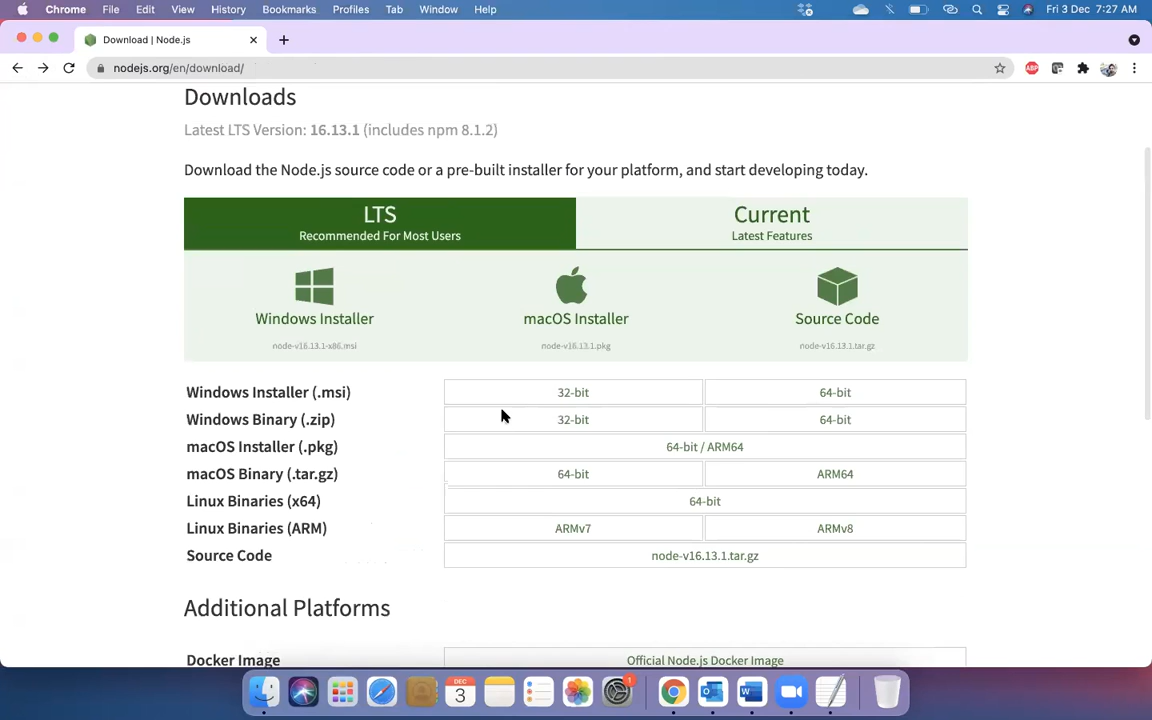 Chrome File Edit View History Bookmarks Profiles Tab Window Help Fri 3 Dec 7:27 AM
Download | Node.js
nodejs.org/en/download/
ABP
Downloads
Latest LTS Version: 16.13.1 (includes npm 8.1.2)
Download the Node.js source code or a pre-built installer for your platform, and start developing today.
LTS
Recommended For Most Users
Current
Latest Features
Windows Installer
node-v16.13.1-x86.msi
macOS Installer
node-v16.13.1.pkg
Source Code
node-v16.13.1.tar.gz
Windows Installer (.msi) 32-bit 64-bit
Windows Binary (.zip) 32-bit 64-bit
macOS Installer (.pkg) 64-bit / ARM64
macOS Binary (.tar.gz) 64-bit ARM64
Linux Binaries (x64) 64-bit
Linux Binaries (ARM) ARMv7 ARMv8
Source Code node-v16.13.1.tar.gz
Additional Platforms
Docker Image Official Node.js Docker Image
DEC
3
1